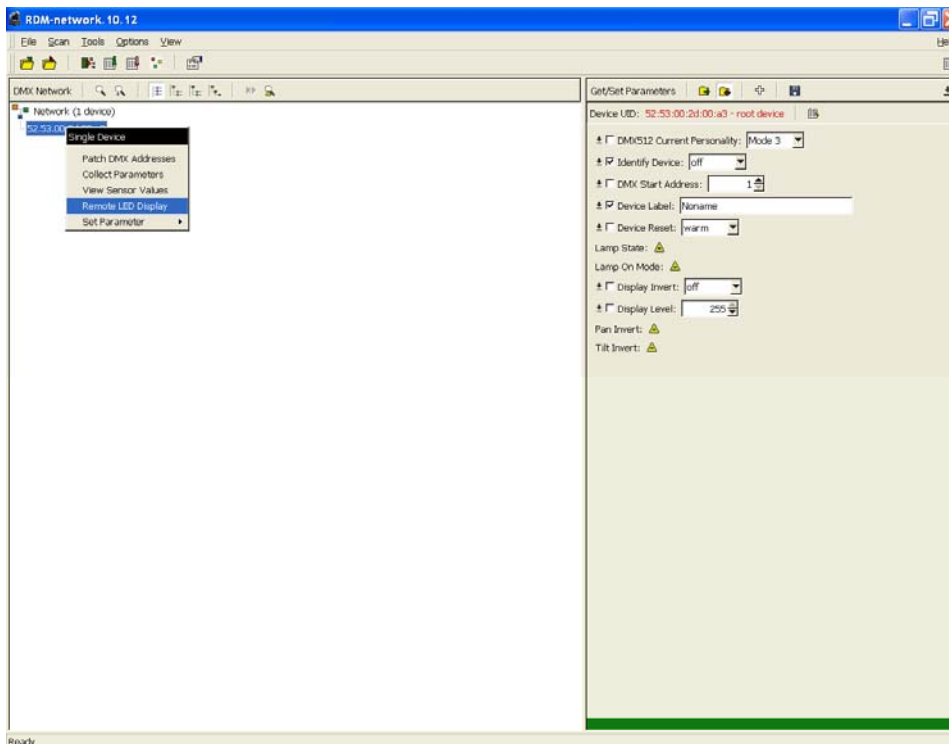 RDM-network.10.12
File Scan Tools Options View
DMX Network
Network (1 device)
Single Device
Patch DMX Addresses
Collect Parameters
View Sensor Values
Remote LED Display
Set Parameter
Get/Set Parameters
Device UID: 52:53:00:2d:00:a3 - root device
DMX512 Current Personality: Mode 3
Identify Device: off
DMX Start Address: 1
Device Label: Noname
Device Reset: warm
Lamp State:
Lamp On Mode:
Display Invert: off
Display Level: 255
Pan Invert:
Tilt Invert:
Ready